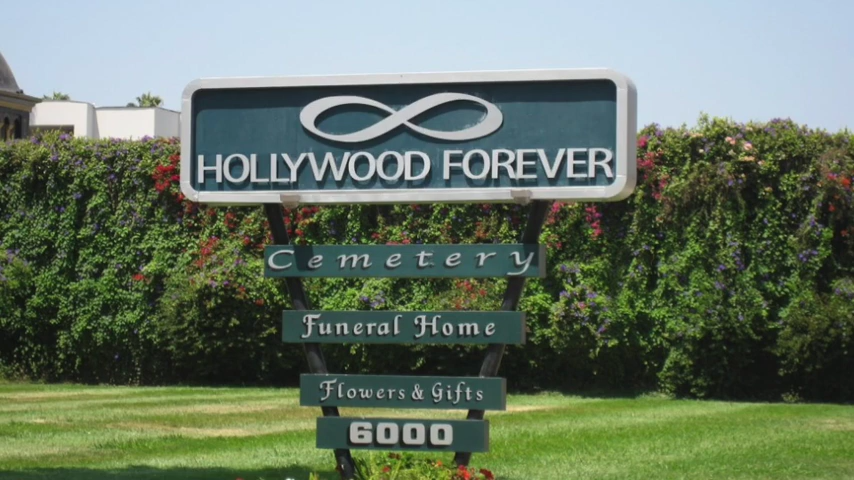 HOLLYWOOD FOREVER
Cemetery
Funeral Home
Flowers & Gifts
6000